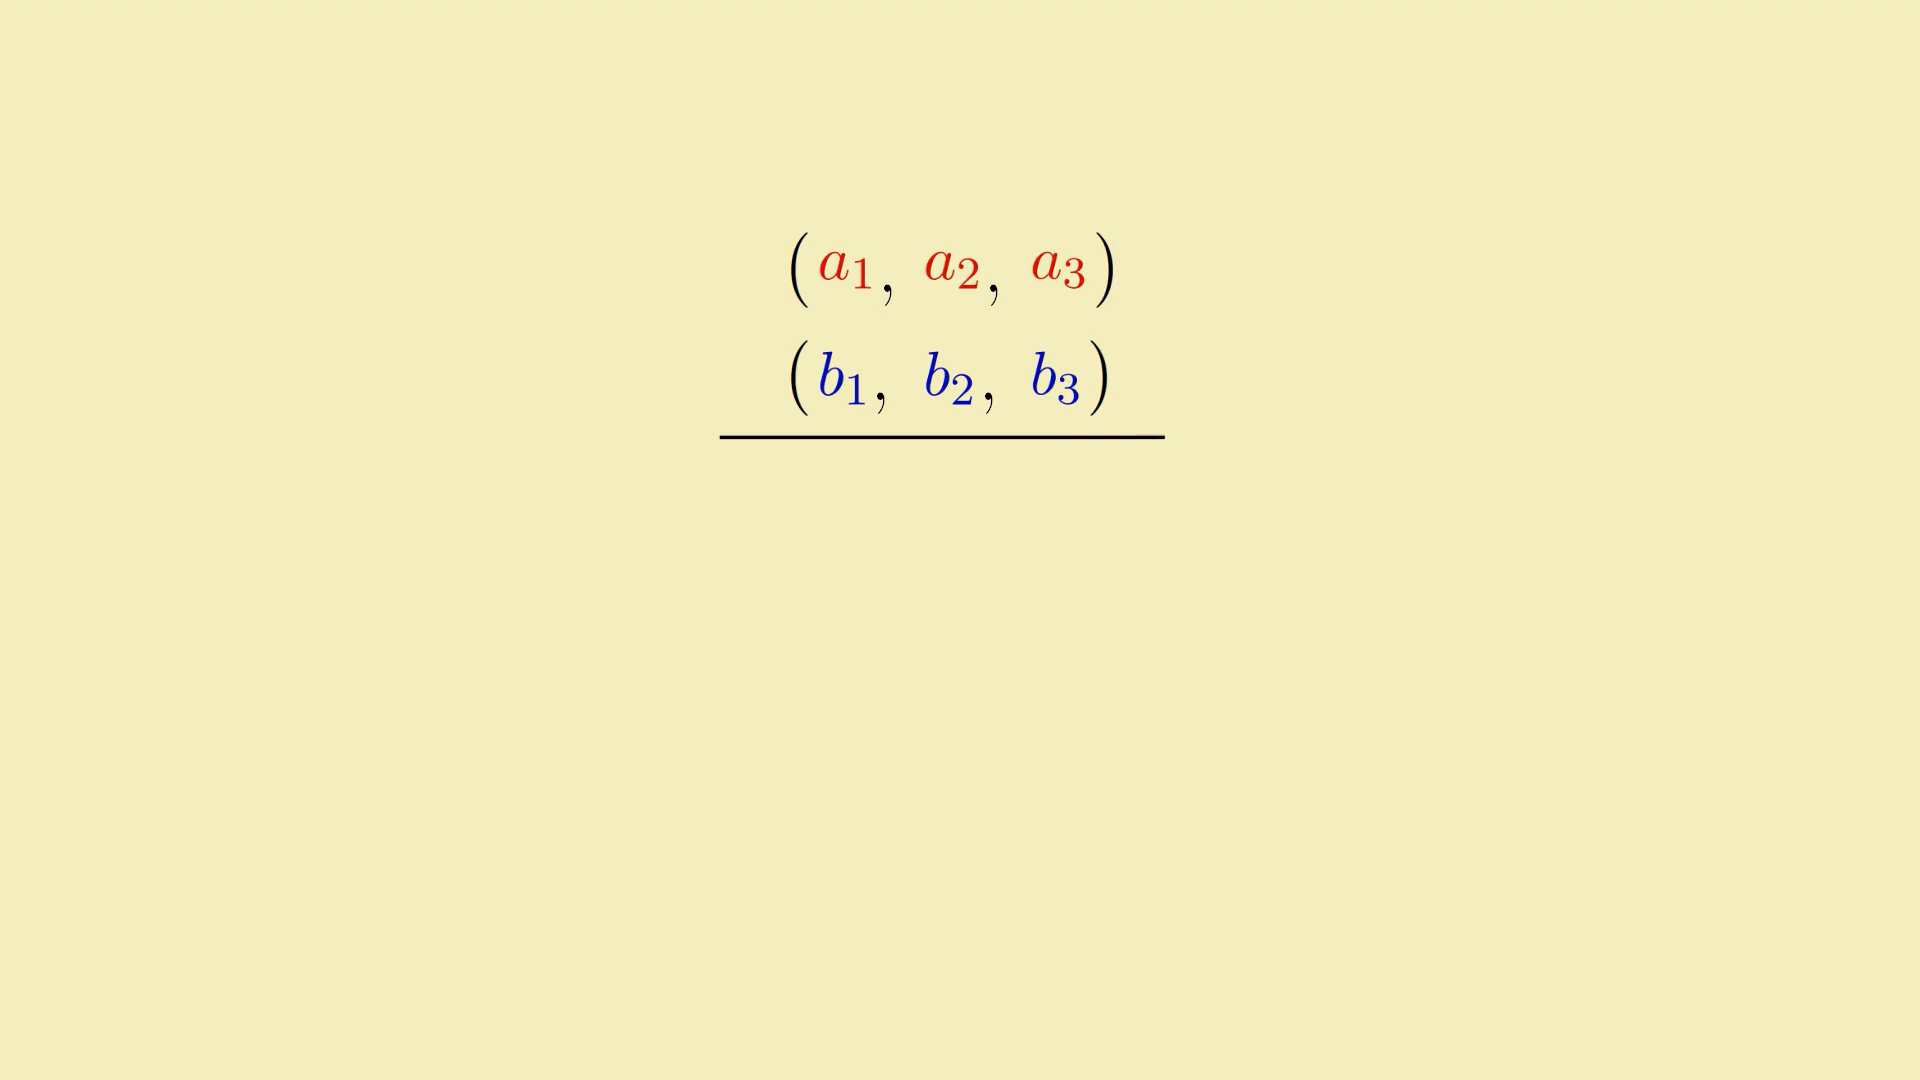 (a₁, a₂, a₃)
(b₁, b₂, b₃)